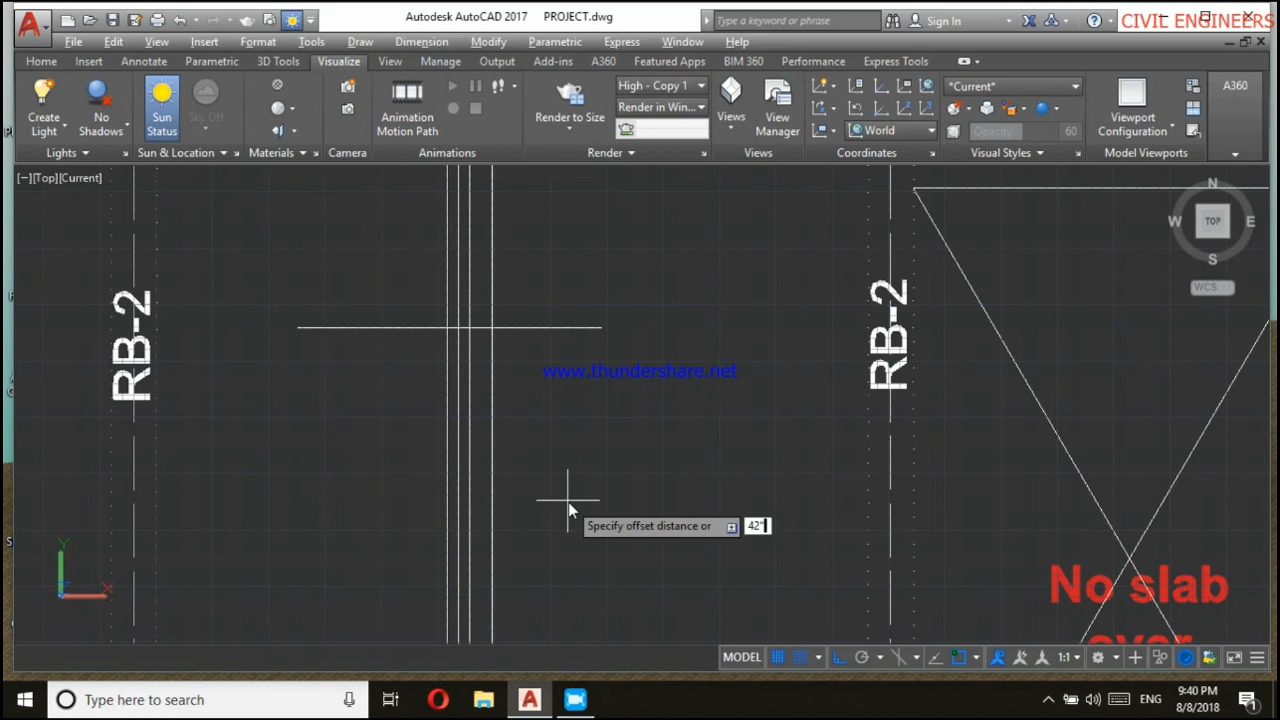 Autodesk AutoCAD 2017 PROJECT.dwg
Type a keyword or phrase
Sign In
CIVIL ENGINEERS
File Edit View Insert Format Tools Draw Dimension Modify Parametric Express Window Help
Home Insert Annotate Parametric 3D Tools Visualize View Manage Output Add-ins A360 Featured Apps BIM 360 Performance Express Tools
Create Light
No Shadows
Sun Status
Sky Off
Animation Motion Path
Render to Size
High - Copy 1
Render in Win...
Views
View Manager
World
*Current*
Opacity 60
Viewport Configuration
A360
Lights Sun & Location Materials Camera Animations Render Views Coordinates Visual Styles Model Viewports
[−][Top][Current]
N
W TOP E
S
WCS
RB-2
RB-2
www.thundershare.net
Specify offset distance or 42"
No slab
over
Y
X
Z
MODEL 1:1
Type here to search
ENG
9:40 PM
8/8/2018
1